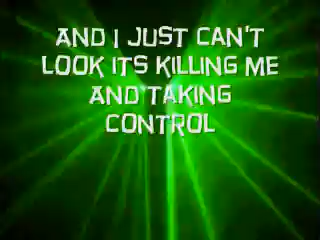 AND I JUST CAN'T
LOOK ITS KILLING ME
AND TAKING
CONTROL